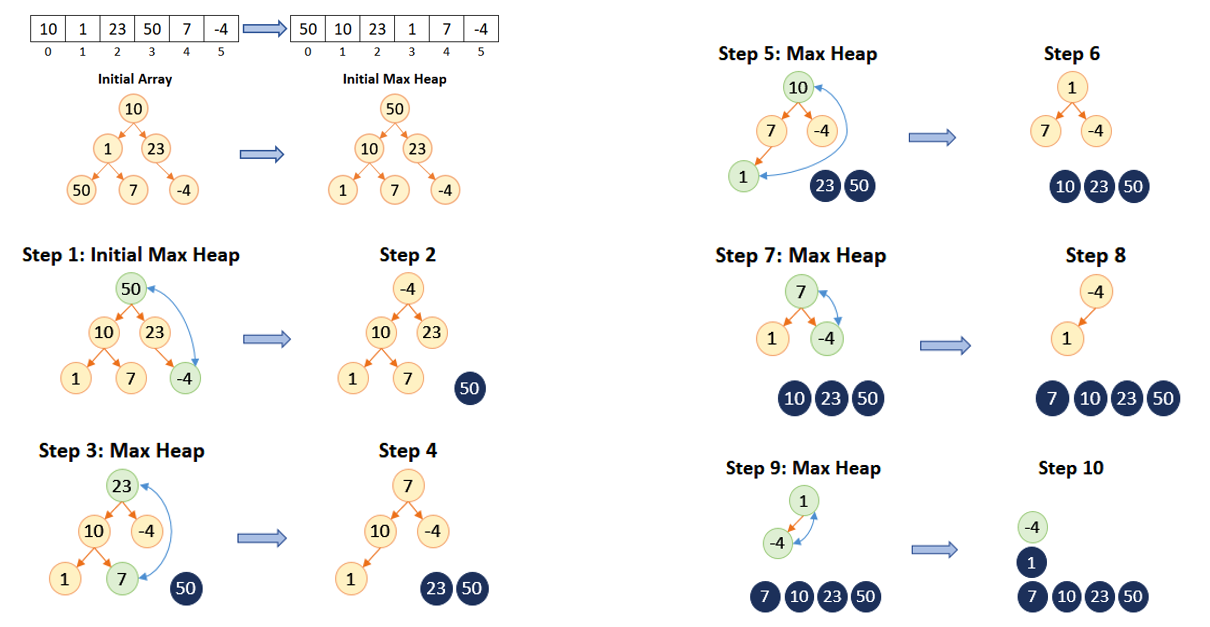 10 1 23 50 7 -4
0 1 2 3 4 5
50 10 23 1 7 -4
0 1 2 3 4 5
Initial Array
10
1 23
50 7 -4
Initial Max Heap
50
10 23
1 7 -4
Step 1: Initial Max Heap
50
10 23
1 7 -4
Step 2
-4
10 23
1 7
50
Step 3: Max Heap
23
10 -4
1 7
50
Step 4
7
10 -4
1
23 50
Step 5: Max Heap
10
7 -4
1
23 50
Step 6
1
7 -4
10 23 50
Step 7: Max Heap
7
1 -4
10 23 50
Step 8
-4
1
7 10 23 50
Step 9: Max Heap
1
-4
7 10 23 50
Step 10
-4
1
7 10 23 50